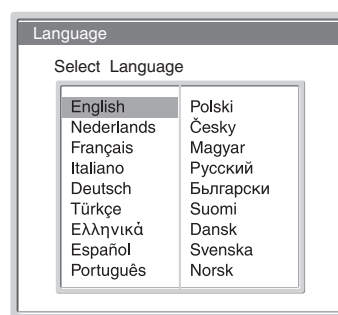 Language
Select Language
English
Nederlands
Français
Italiano
Deutsch
Türkçe
Ελληνικά
Español
Português
Polski
Česky
Magyar
Русский
Бьлгарски
Suomi
Dansk
Svenska
Norsk